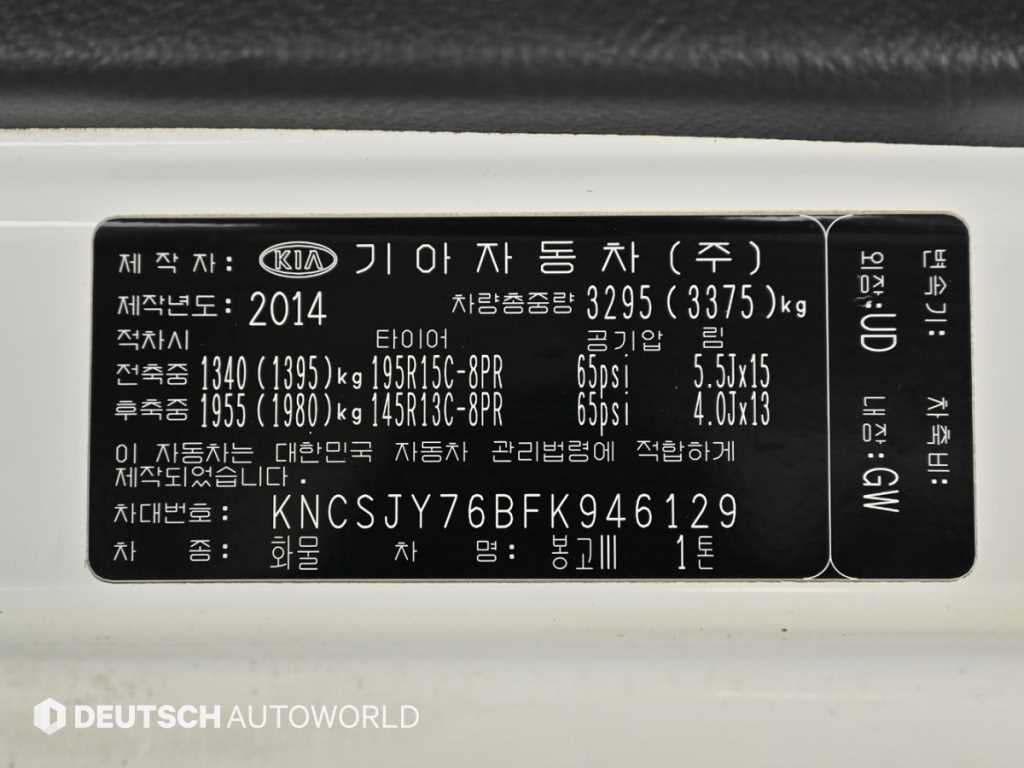 제 작 자: KIA 기 아 자 동 차 (주)
제작년도: 2014 차량총중량 3295 (3375)kg
적차시 타이어 공기압 림
전축중 1340 (1395)kg 195R15C-8PR 65psi 5.5Jx15
후축중 1955 (1980)kg 145R13C-8PR 65psi 4.0Jx13
이 자동차는 대한민국 자동차 관리법령에 적합하게
제작되었습니다.
차대번호: KNCSJY76BFK946129
차 종: 화물 차 명: 봉고Ⅲ 1톤
변속기: 차축비:
외장:UD 내장:GW
DEUTSCH AUTOWORLD